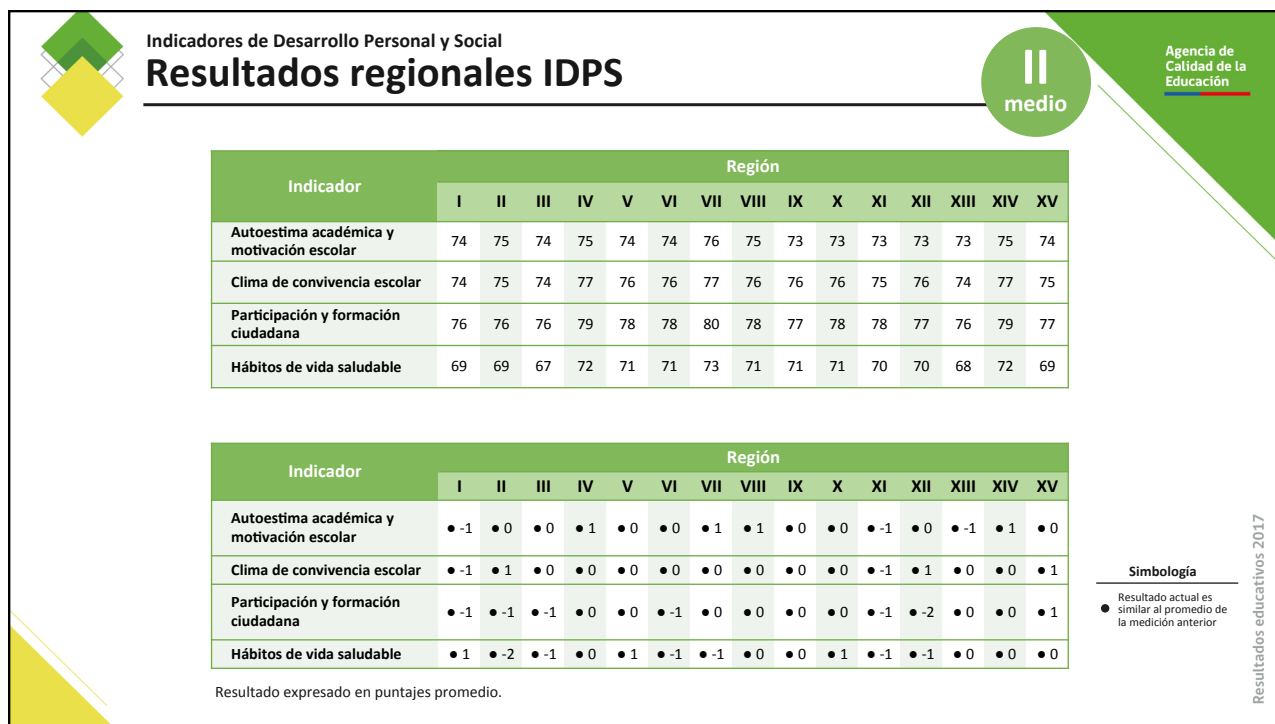 Indicadores de Desarrollo Personal y Social
Resultados regionales IDPS
II
medio
Agencia de
Calidad de la
Educación
Indicador
Región
I II III IV V VI VII VIII IX X XI XII XIII XIV XV
Autoestima académica y
motivación escolar
74 75 74 75 74 74 76 75 73 73 73 73 73 75 74
Clima de convivencia escolar 74 75 74 77 76 76 77 76 76 76 75 76 74 77 75
Participación y formación
ciudadana
76 76 76 79 78 78 80 78 77 78 78 77 76 79 77
Hábitos de vida saludable 69 69 67 72 71 71 73 71 71 71 70 70 68 72 69
Indicador
Región
I II III IV V VI VII VIII IX X XI XII XIII XIV XV
Autoestima académica y
motivación escolar
● -1 ● 0 ● 0 ● 1 ● 0 ● 0 ● 1 ● 1 ● 0 ● 0 ● -1 ● 0 ● -1 ● 1 ● 0
Clima de convivencia escolar ● -1 ● 1 ● 0 ● 0 ● 0 ● 0 ● 0 ● 0 ● 0 ● 0 ● -1 ● 1 ● 0 ● 0 ● 1
Participación y formación
ciudadana
● -1 ● -1 ● -1 ● 0 ● 0 ● -1 ● 0 ● 0 ● 0 ● 0 ● -1 ● -2 ● 0 ● 0 ● 1
Hábitos de vida saludable ● 1 ● -2 ● -1 ● 0 ● 1 ● -1 ● -1 ● 0 ● 0 ● 1 ● -1 ● -1 ● 0 ● 0 ● 0
Simbología
Resultado actual es
● similar al promedio de
la medición anterior
Resultado expresado en puntajes promedio.
Resultados educativos 2017